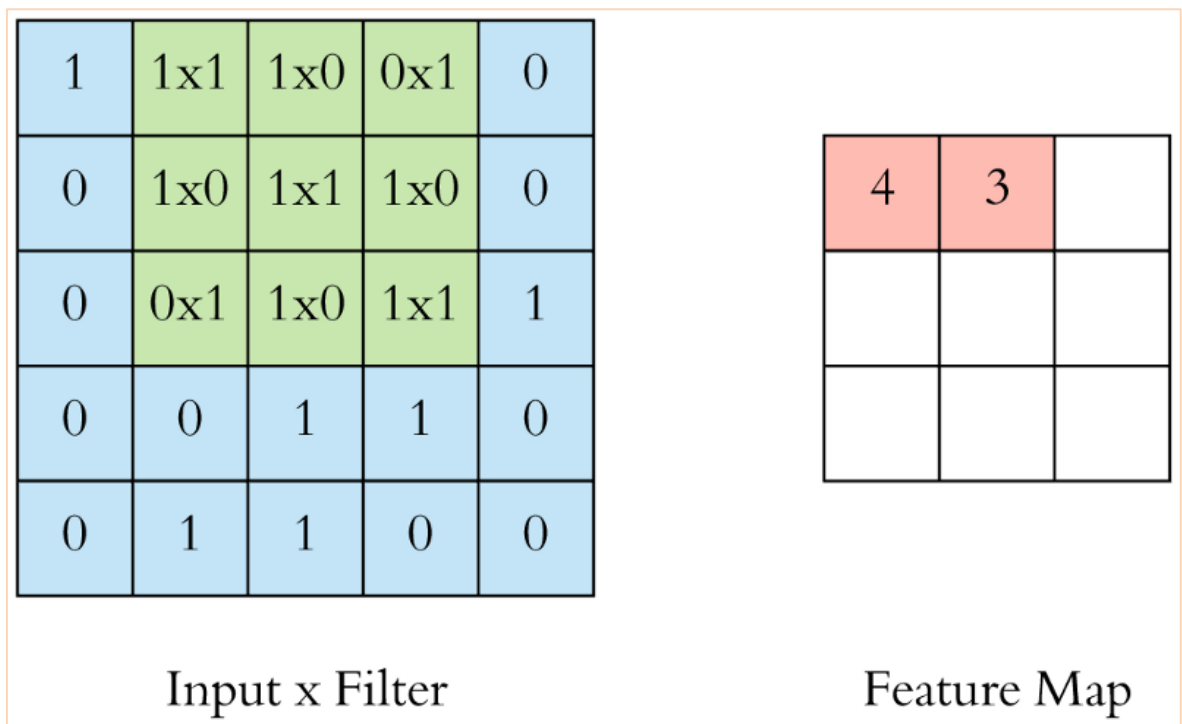 1 1x1 1x0 0x1 0
0 1x0 1x1 1x0 0
4 3
0 0x1 1x0 1x1 1
0 0 1 1 0
0 1 1 0 0
Input x Filter
Feature Map